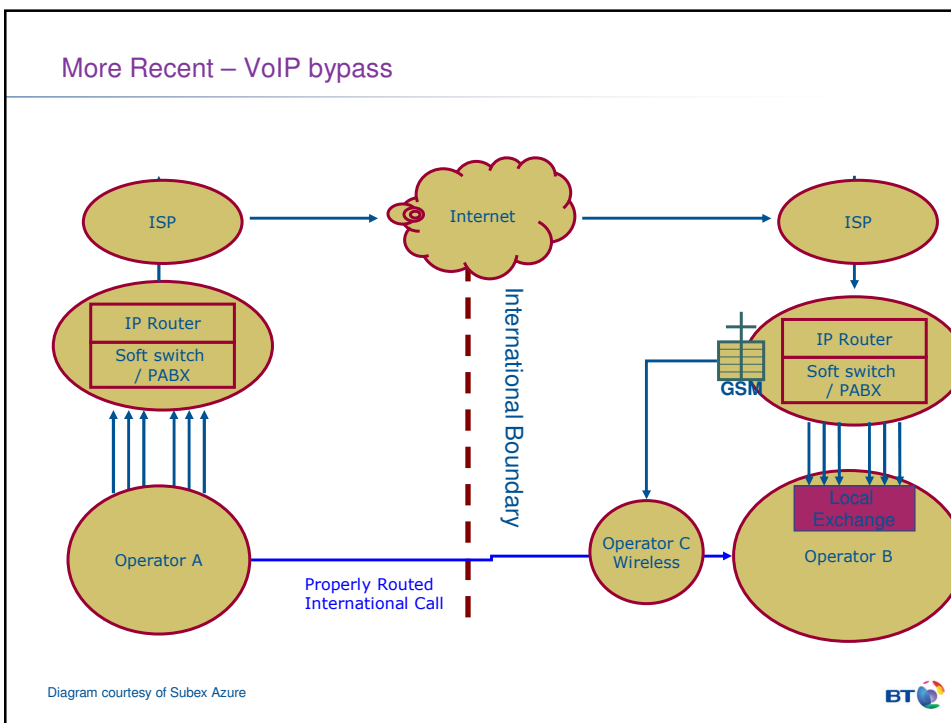 More Recent – VoIP bypass
ISP
Internet
ISP
IP Router
Soft switch
/ PABX
International Boundary
GSM
IP Router
Soft switch
/ PABX
Operator A
Properly Routed
International Call
Operator C
Wireless
Local
Exchange
Operator B
Diagram courtesy of Subex Azure
BT